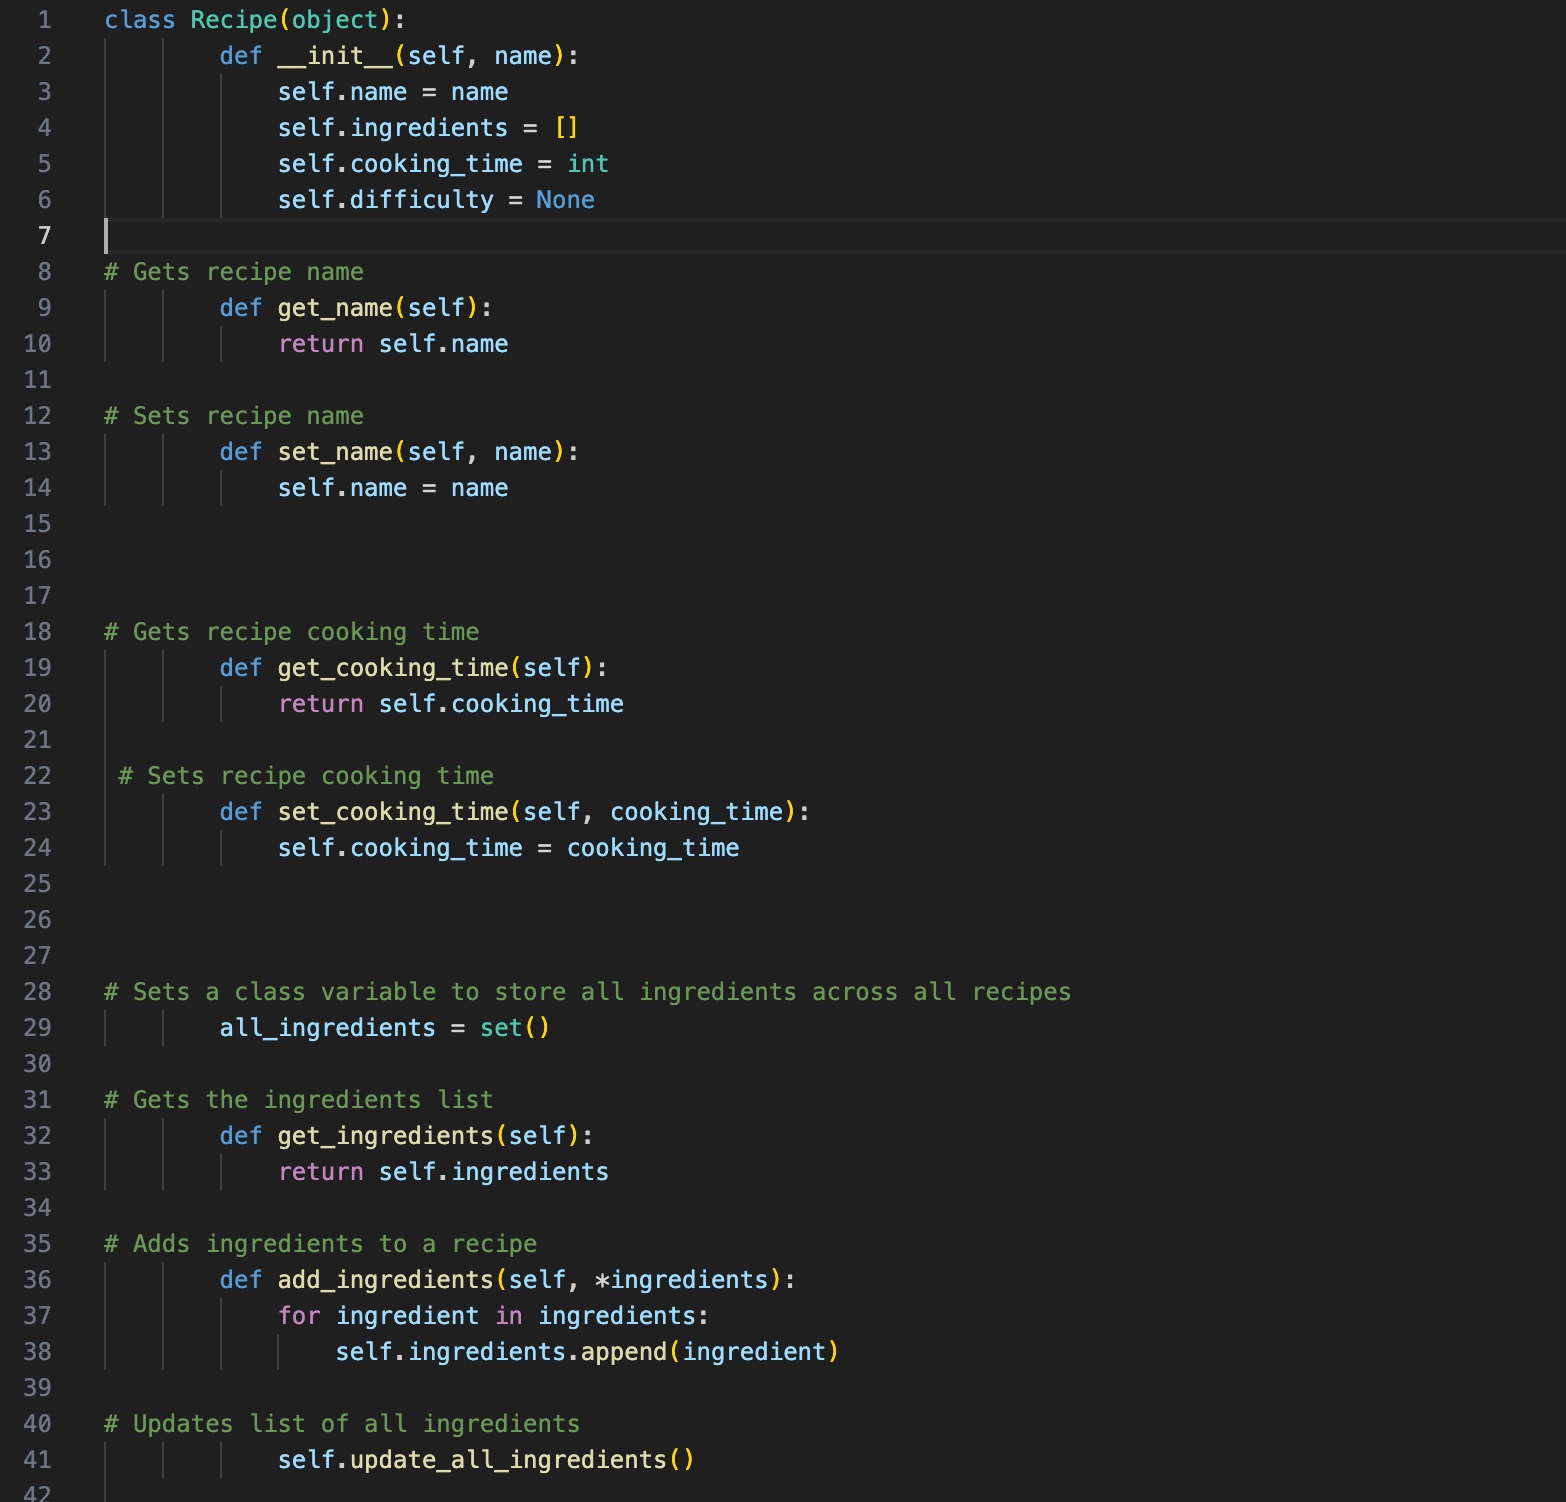 1 class Recipe(object):
2         def __init__(self, name):
3             self.name = name
4             self.ingredients = []
5             self.cooking_time = int
6             self.difficulty = None
7
8 # Gets recipe name
9         def get_name(self):
10             return self.name
11
12 # Sets recipe name
13         def set_name(self, name):
14             self.name = name
15
16
17
18 # Gets recipe cooking time
19         def get_cooking_time(self):
20             return self.cooking_time
21
22  # Sets recipe cooking time
23         def set_cooking_time(self, cooking_time):
24             self.cooking_time = cooking_time
25
26
27
28 # Sets a class variable to store all ingredients across all recipes
29         all_ingredients = set()
30
31 # Gets the ingredients list
32         def get_ingredients(self):
33             return self.ingredients
34
35 # Adds ingredients to a recipe
36         def add_ingredients(self, *ingredients):
37             for ingredient in ingredients:
38                 self.ingredients.append(ingredient)
39
40 # Updates list of all ingredients
41             self.update_all_ingredients()
42